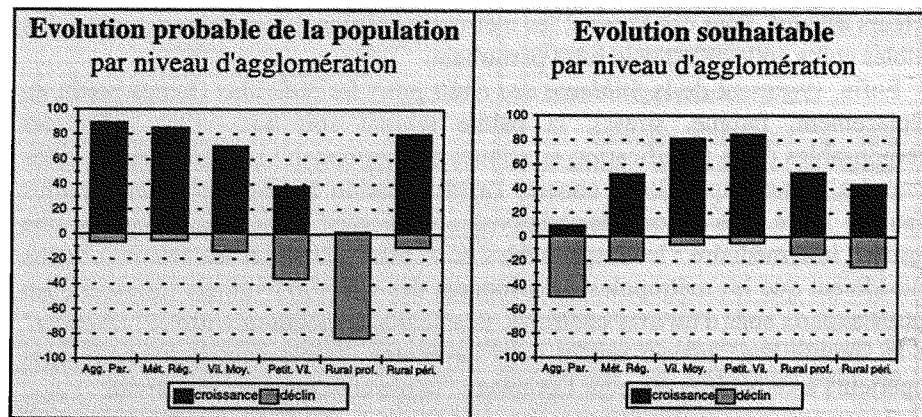 Evolution probable de la population
par niveau d'agglomération
100
80
60
40
20
0
-20
-40
-60
-80
-100
Agg. Par. Mét. Rég. Vil. Moy. Petit. Vil. Rural prof. Rural péri.
croissance déclin
Evolution souhaitable
par niveau d'agglomération
100
80
60
40
20
0
-20
-40
-60
-80
-100
Agg. Par. Mét. Rég. Vil. Moy. Petit. Vil. Rural prof. Rural péri.
croissance déclin